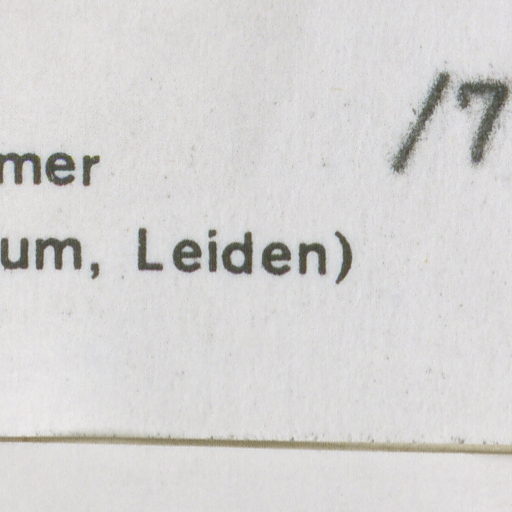 /7
mer
um, Leiden)